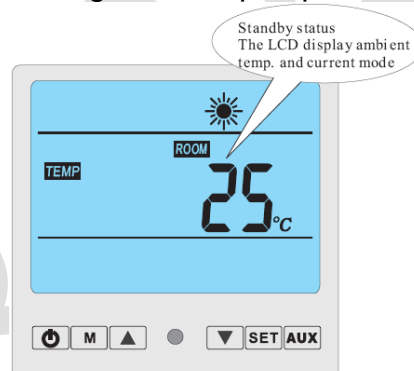 Standby status
The LCD display ambient
temp. and current mode
ROOM
TEMP
25°C
M
SET
AUX